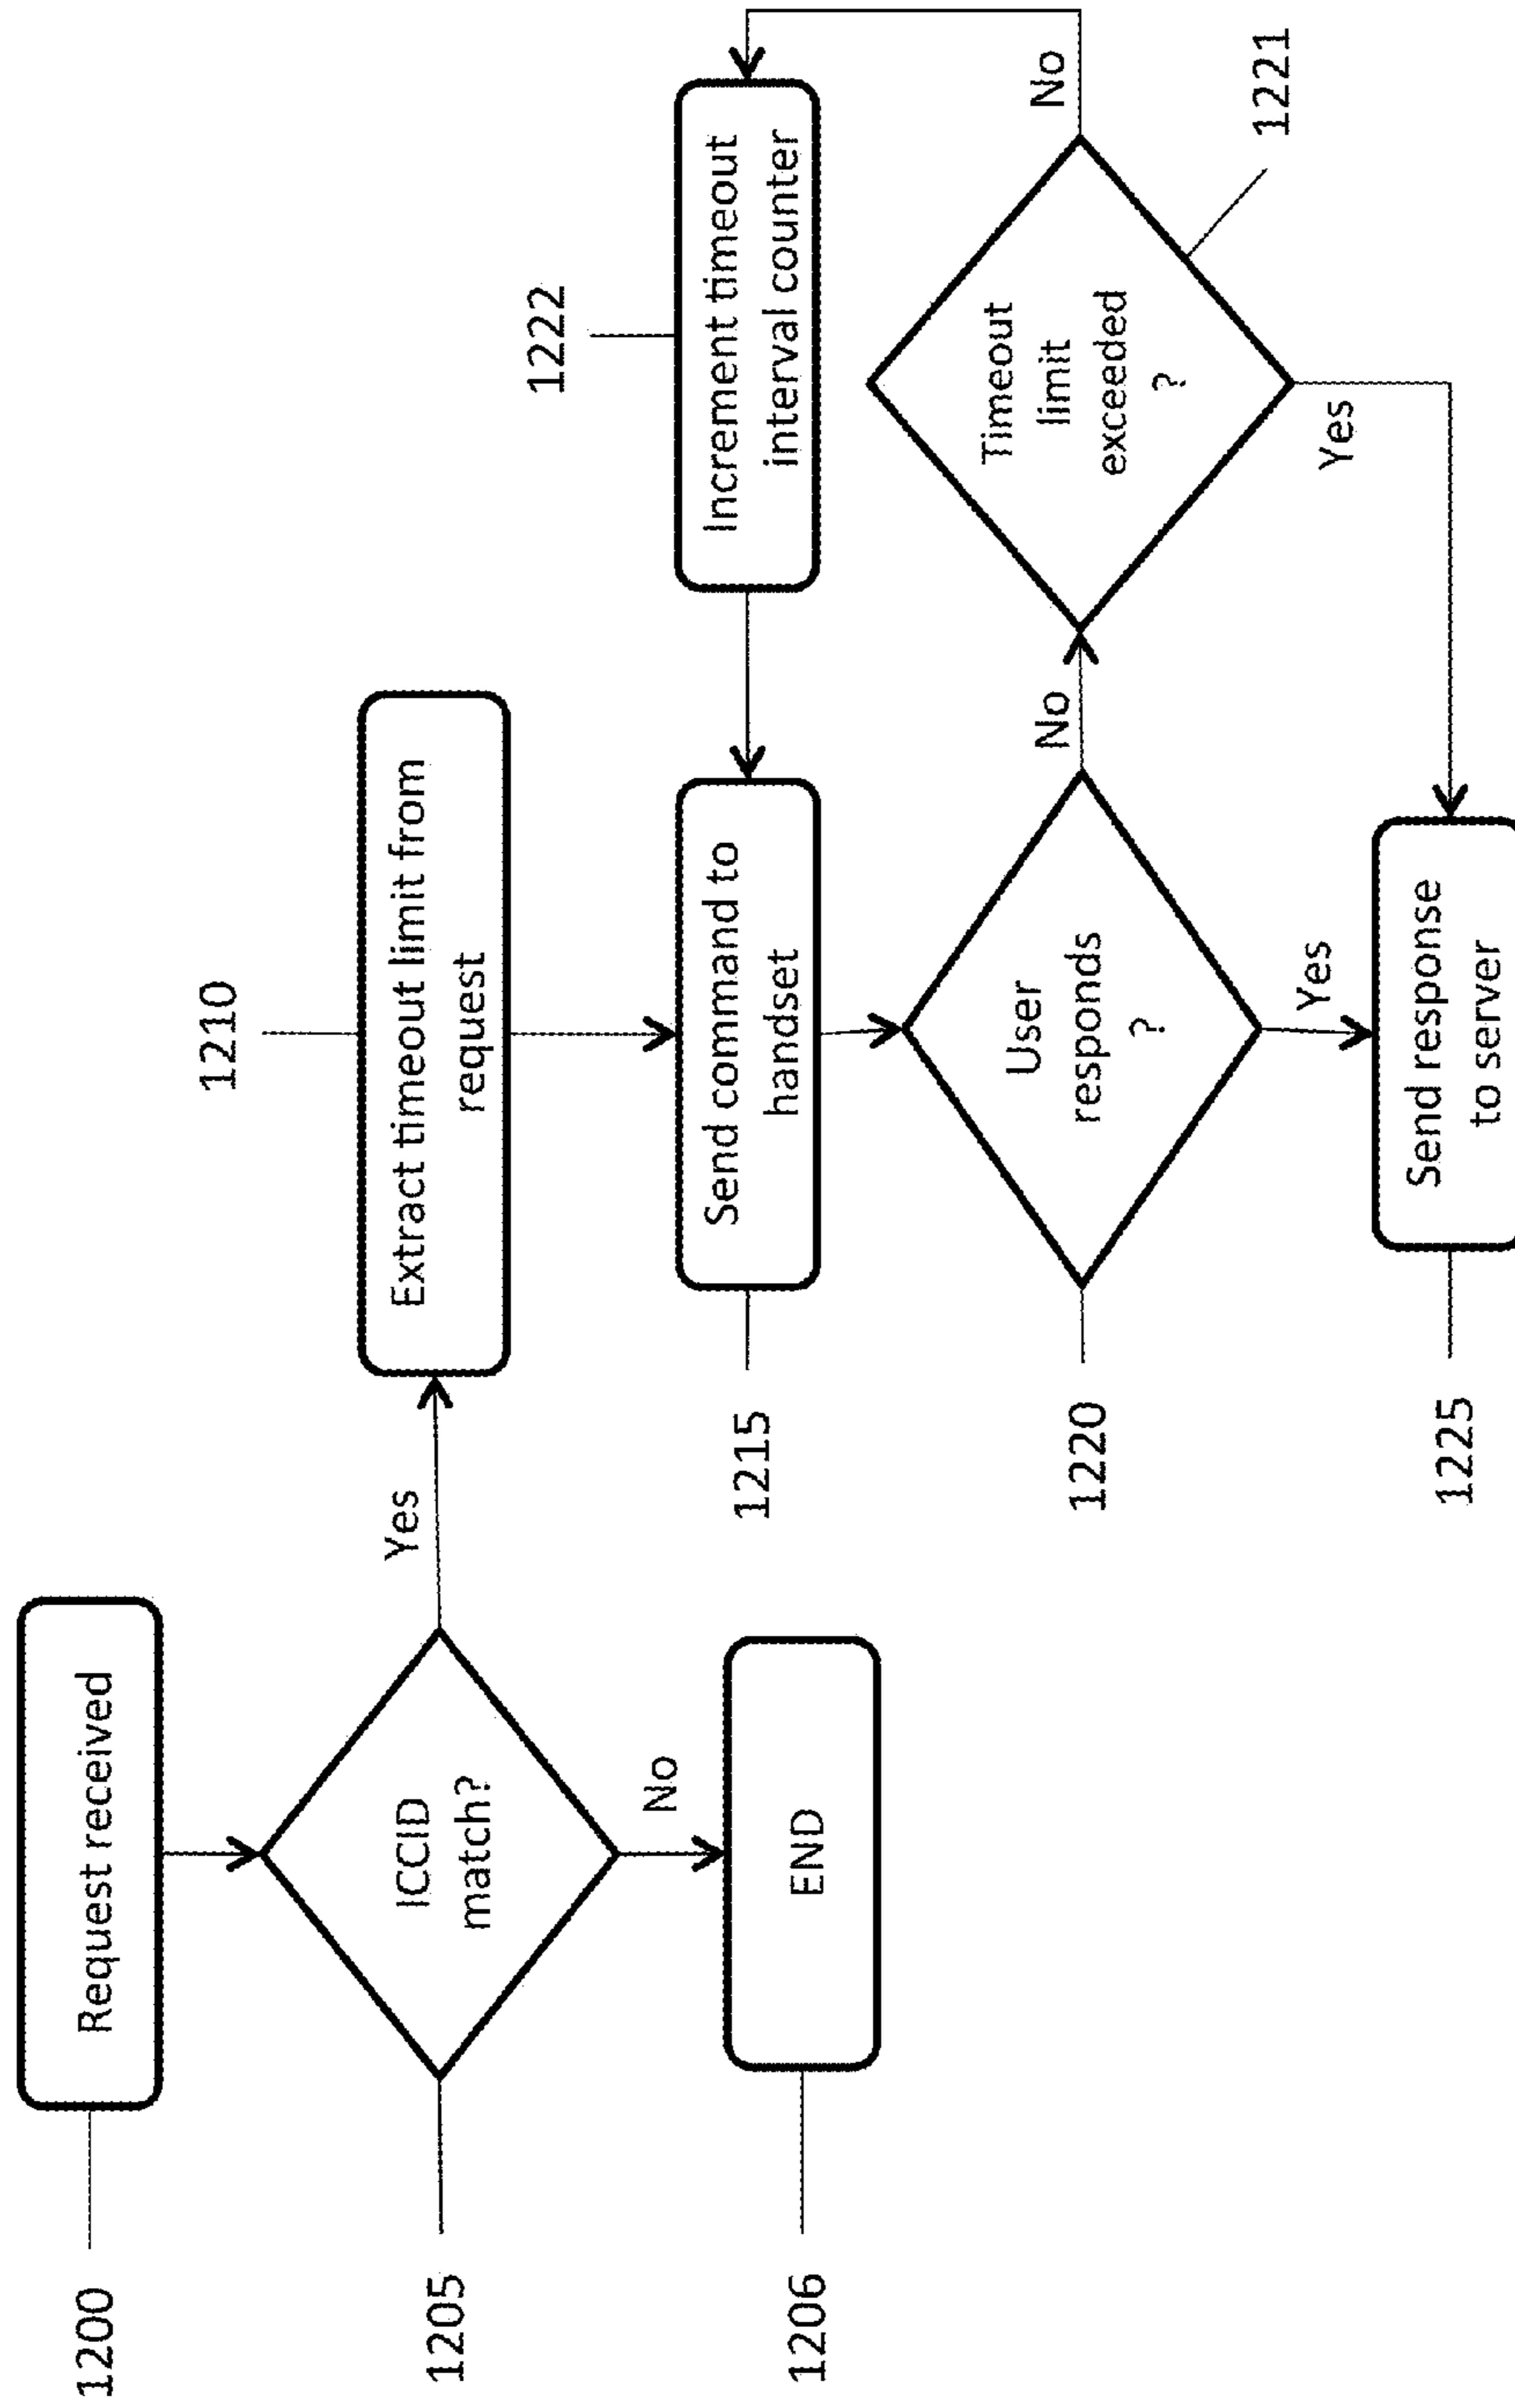 1200
Request received
1205
ICCID
match?
Yes
No
1206
END
1210
Extract timeout limit from
request
1215
Send command to
handset
1222
Increment timeout
interval counter
1220
User
responds
?
No
Yes
Timeout
limit
exceeded
?
No
Yes
1221
1225
Send response
to server